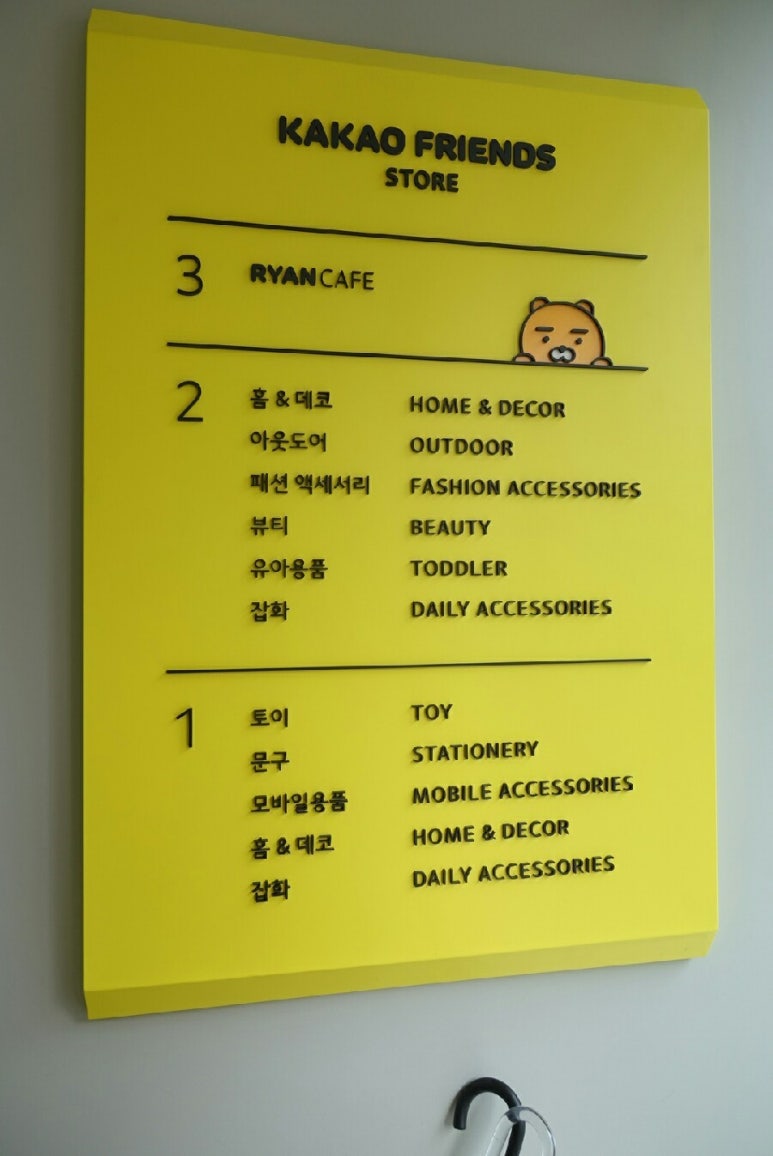 KAKAO FRIENDS
STORE
3 RYAN CAFE
2 홈 & 데코 HOME & DECOR
아웃도어 OUTDOOR
패션 액세서리 FASHION ACCESSORIES
뷰티 BEAUTY
유아용품 TODDLER
잡화 DAILY ACCESSORIES
1 토이 TOY
문구 STATIONERY
모바일용품 MOBILE ACCESSORIES
홈 & 데코 HOME & DECOR
잡화 DAILY ACCESSORIES